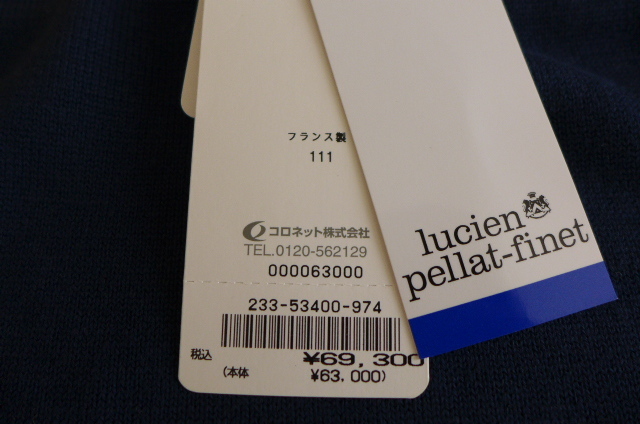 フランス製
111
コロネット株式会社
TEL.0120-562129
000063000
233-53400-974
税込 ¥69,300
(本体 ¥63,000)
lucien
pellat-finet